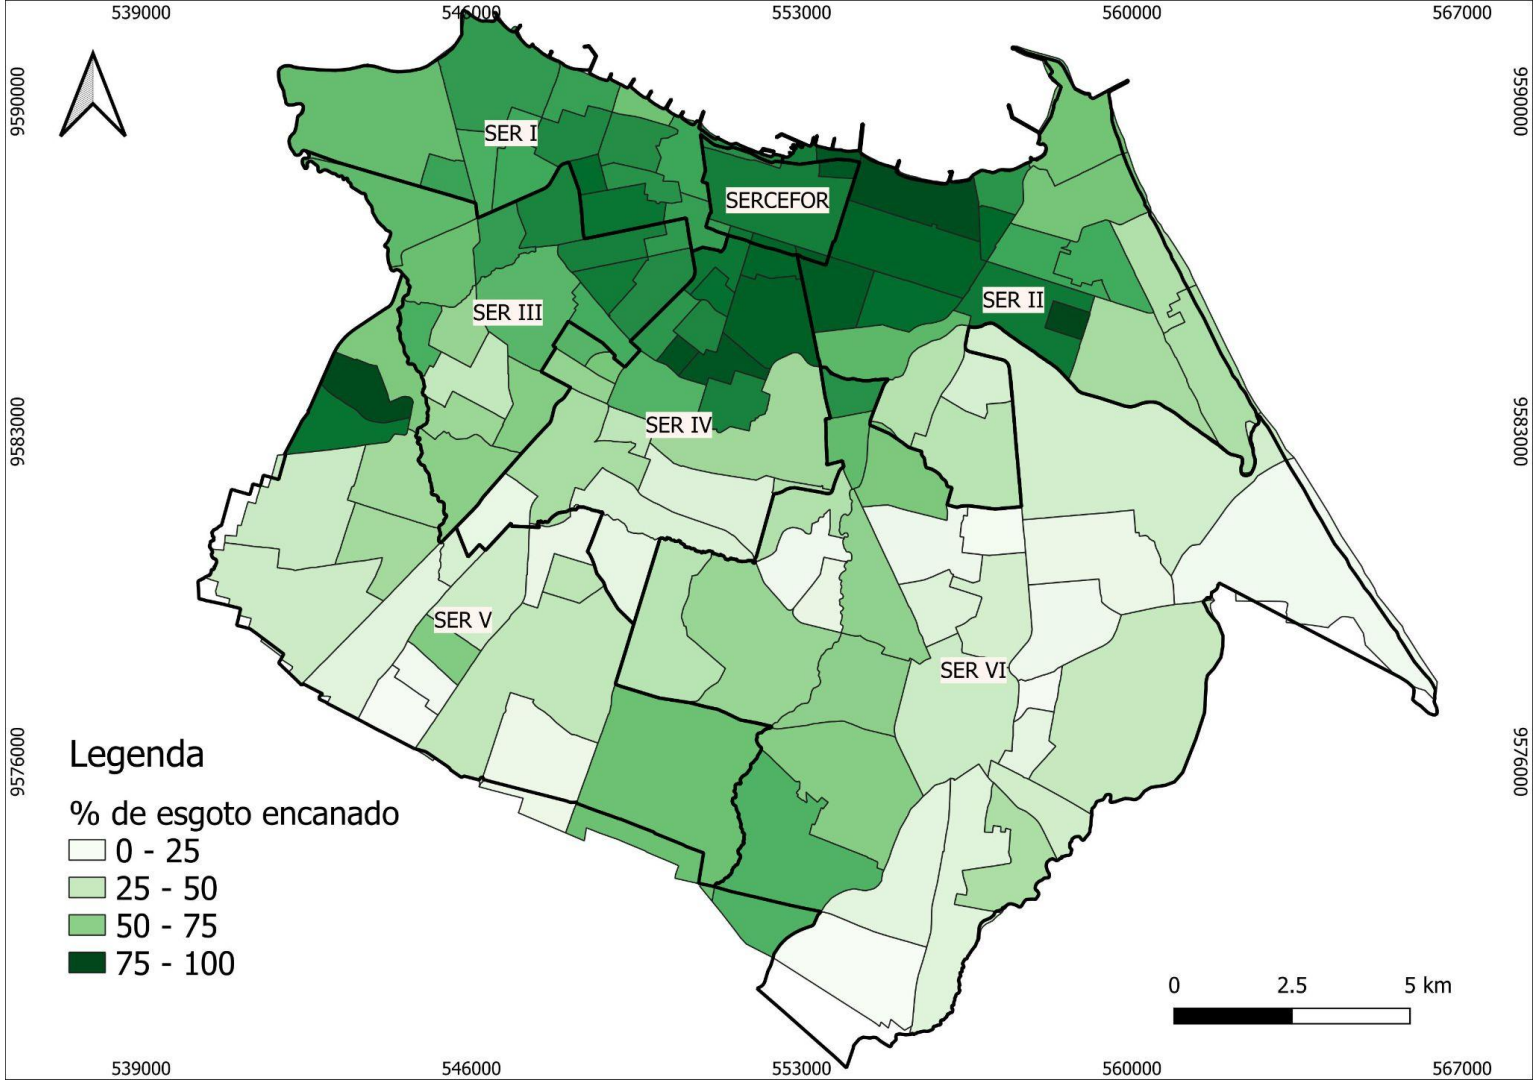 539000 546000 553000 560000 567000
9590000 9590000
SER I
SERCEFOR
SER II
SER III
9583000 9583000
SER IV
SER V
SER VI
9576000 9576000
Legenda
% de esgoto encanado
0 - 25
25 - 50
50 - 75
75 - 100
0 2.5 5 km
539000 546000 553000 560000 567000